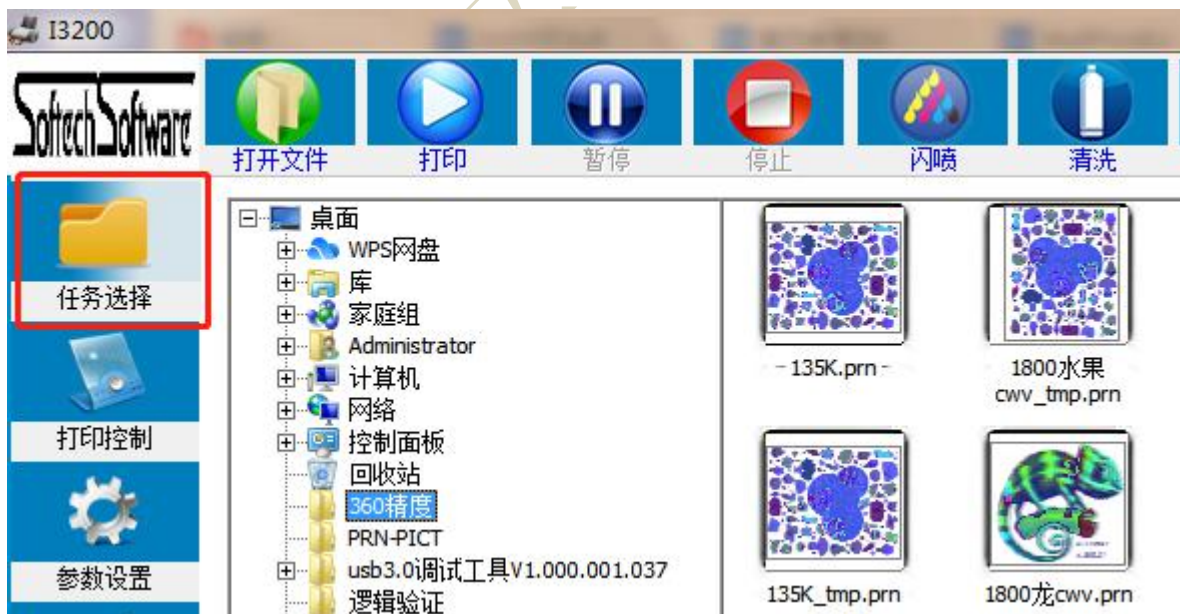 I3200
Softech Software
打开文件
打印
暂停
停止
闪喷
清洗
任务选择
打印控制
参数设置
桌面
WPS网盘
库
家庭组
Administrator
计算机
网络
控制面板
回收站
360精度
PRN-PICT
usb3.0调试工具V1.000.001.037
逻辑验证
-135K.prn-
1800水果
cwv_tmp.prn
135K_tmp.prn
1800龙cwv.prn